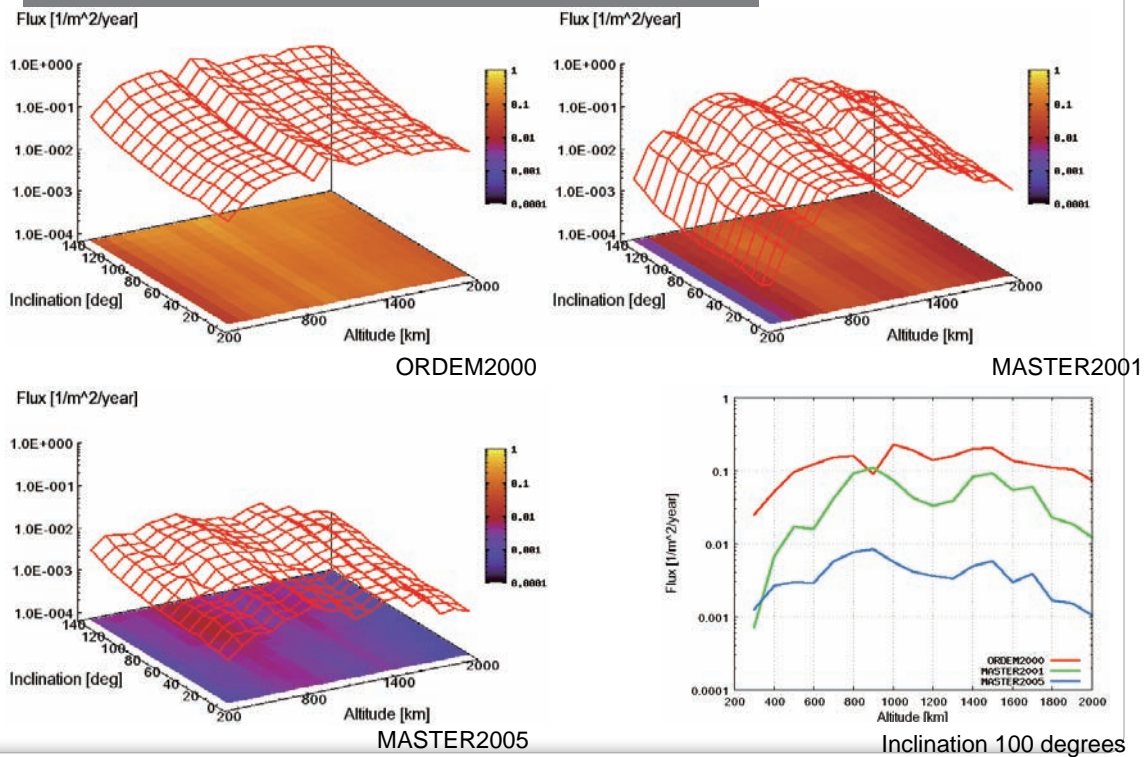 Flux [1/m^2/year]
1.0E+000
1.0E-001
1.0E-002
1.0E-003
1.0E-004
140
120
100
80
60
40
20
0
Inclination [deg]
200
800
1400
2000
Altitude [km]
1
0.1
0.01
0.001
0.0001
ORDEM2000
Flux [1/m^2/year]
1.0E+000
1.0E-001
1.0E-002
1.0E-003
1.0E-004
140
120
100
80
60
40
20
0
Inclination [deg]
200
800
1400
2000
Altitude [km]
1
0.1
0.01
0.001
0.0001
MASTER2001
Flux [1/m^2/year]
1.0E+000
1.0E-001
1.0E-002
1.0E-003
1.0E-004
140
120
100
80
60
40
20
0
Inclination [deg]
200
800
1400
2000
Altitude [km]
1
0.1
0.01
0.001
0.0001
MASTER2005
1
0.1
0.01
0.001
0.0001
Flux [1/m^2/year]
ORDEM2000
MASTER2001
MASTER2005
200 400 600 800 1000 1200 1400 1600 1800 2000
Altitude [km]
Inclination 100 degrees